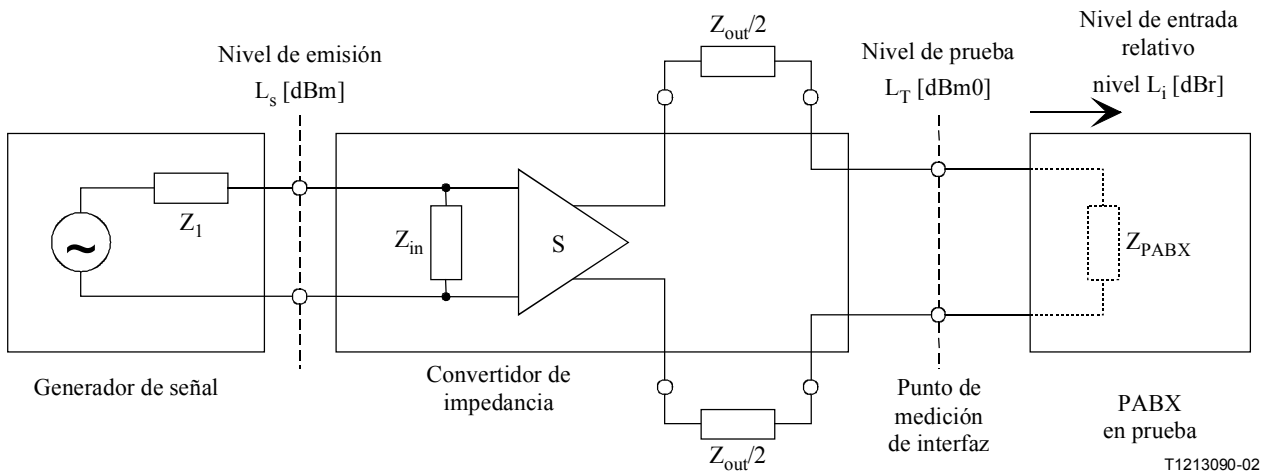 Z_out/2
Nivel de emisión
L_s [dBm]
Nivel de prueba
L_T [dBm0]
Nivel de entrada
relativo
nivel L_i [dBr]
~
Z_1
Z_in
S
Z_PABX
Generador de señal
Convertidor de
impedancia
Z_out/2
Punto de
medición
de interfaz
PABX
en prueba
T1213090-02